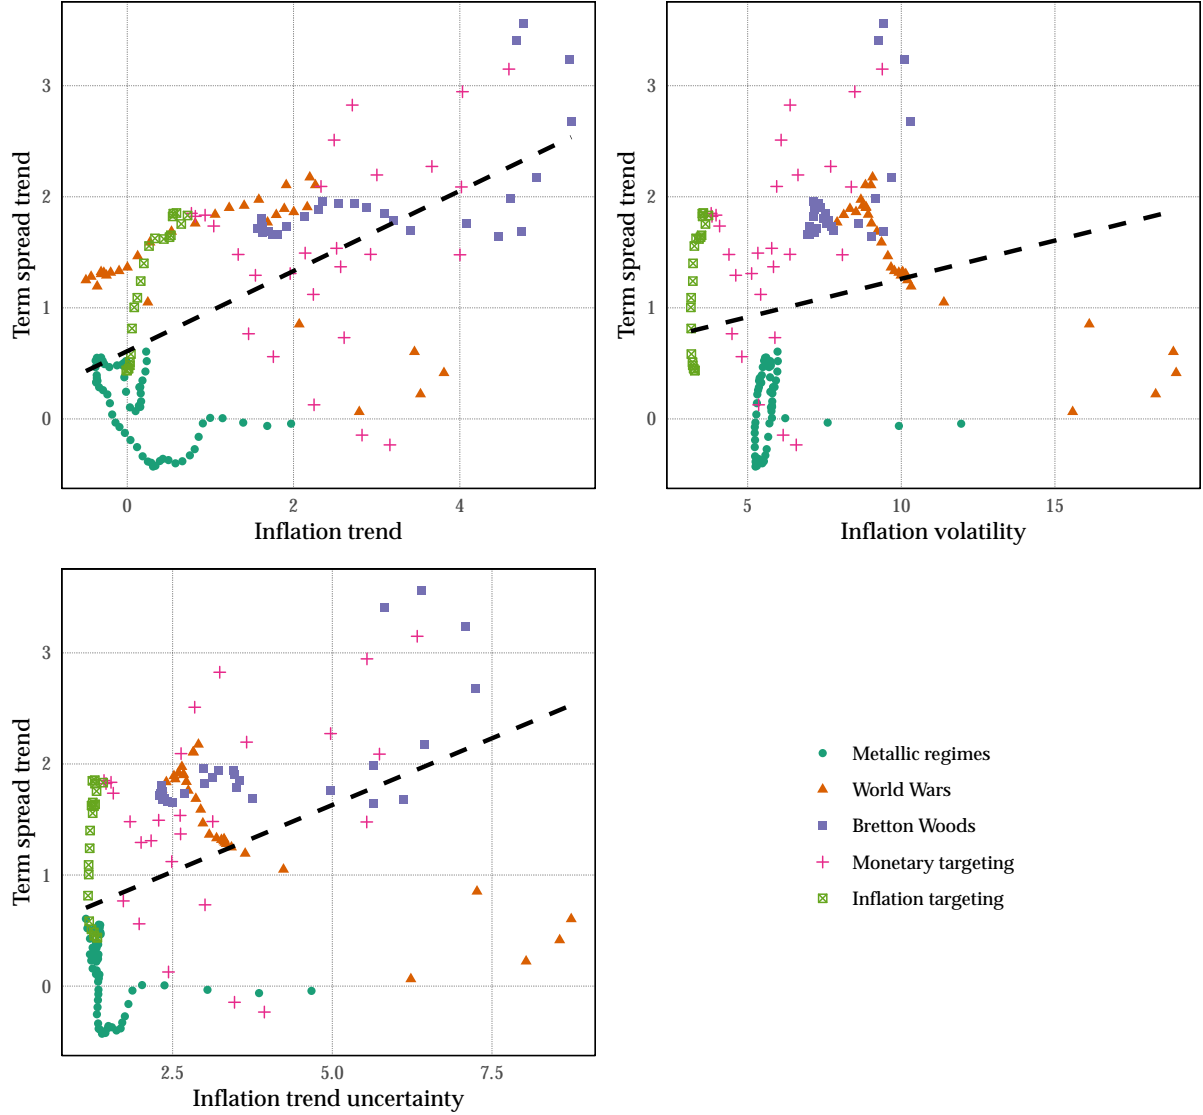 Term spread trend
3
2
1
0
0
2
4
Inflation trend
Term spread trend
3
2
1
0
5
10
15
Inflation volatility
Term spread trend
3
2
1
0
2.5
5.0
7.5
Inflation trend uncertainty
Metallic regimes
World Wars
Bretton Woods
Monetary targeting
Inflation targeting